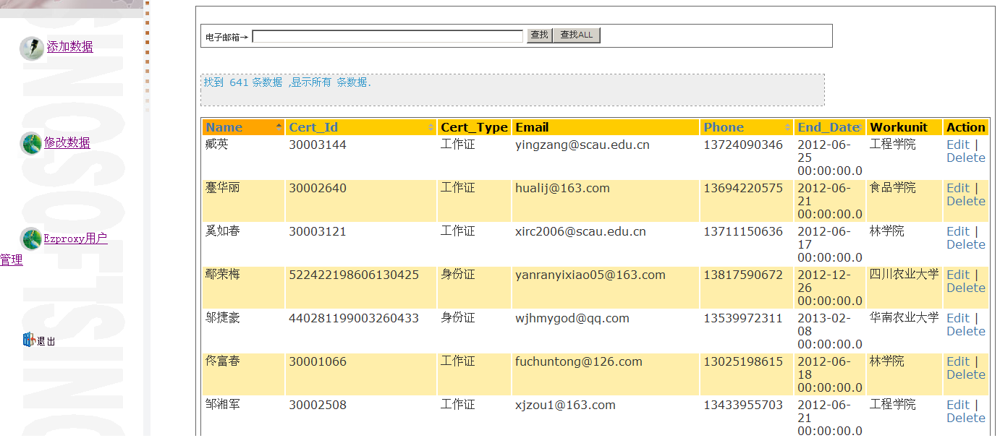 添加数据
修改数据
Ezproxy用户
管理
退出
电子邮箱→ 查找 查找ALL
找到 641 条数据 ,显示所有 条数据.
Name Cert_Id Cert_Type Email Phone End_Date Workunit Action
臧英 30003144 工作证 yingzang@scau.edu.cn 13724090346 2012-06- 工程学院 Edit |
25 Delete
00:00:00.0
蹇华丽 30002640 工作证 hualij@163.com 13694220575 2012-06- 食品学院 Edit |
21 Delete
00:00:00.0
奚如春 30003121 工作证 xirc2006@scau.edu.cn 13711150636 2012-06- 林学院 Edit |
17 Delete
00:00:00.0
鄢荣梅 522422198606130425 身份证 yanranyixiao05@163.com 13817590672 2012-12- 四川农业大学 Edit |
26 Delete
00:00:00.0
邬捷豪 440281199003260433 身份证 wjhmygod@qq.com 13539972311 2013-02- 华南农业大学 Edit |
08 Delete
00:00:00.0
佟富春 30001066 工作证 fuchuntong@126.com 13025198615 2012-06- 林学院 Edit |
18 Delete
00:00:00.0
邹湘军 30002508 工作证 xjzou1@163.com 13433955703 2012-06- 工程学院 Edit |
21 Delete
00:00:00.0